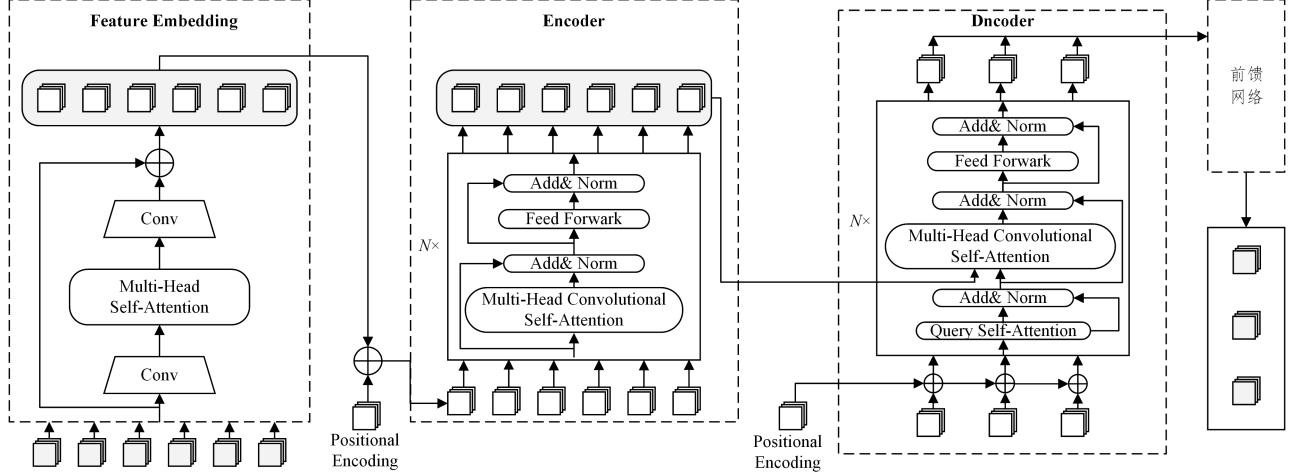 Feature Embedding
Conv
Multi-Head
Self-Attention
Conv
Positional
Encoding
Encoder
N×
Add& Norm
Feed Forwark
Add& Norm
Multi-Head Convolutional
Self-Attention
Positional
Encoding
Dncoder
N×
Add& Norm
Feed Forwark
Add& Norm
Multi-Head Convolutional
Self-Attention
Add& Norm
Query Self-Attention
前馈
网络